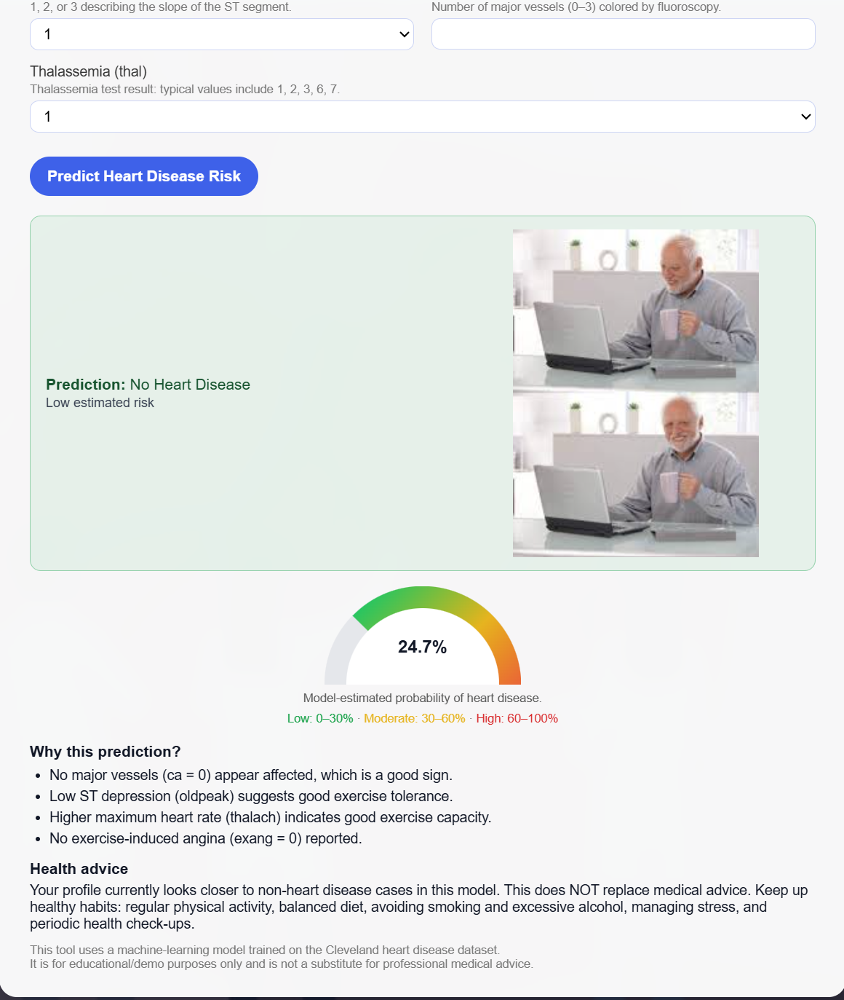 1, 2, or 3 describing the slope of the ST segment.
Number of major vessels (0–3) colored by fluoroscopy.
1
Thalassemia (thal)
Thalassemia test result: typical values include 1, 2, 3, 6, 7.
1
Predict Heart Disease Risk
Prediction: No Heart Disease
Low estimated risk
24.7%
Model-estimated probability of heart disease.
Low: 0–30% · Moderate: 30–60% · High: 60–100%
Why this prediction?
• No major vessels (ca = 0) appear affected, which is a good sign.
• Low ST depression (oldpeak) suggests good exercise tolerance.
• Higher maximum heart rate (thalach) indicates good exercise capacity.
• No exercise-induced angina (exang = 0) reported.
Health advice
Your profile currently looks closer to non-heart disease cases in this model. This does NOT replace medical advice. Keep up
healthy habits: regular physical activity, balanced diet, avoiding smoking and excessive alcohol, managing stress, and
periodic health check-ups.
This tool uses a machine-learning model trained on the Cleveland heart disease dataset.
It is for educational/demo purposes only and is not a substitute for professional medical advice.